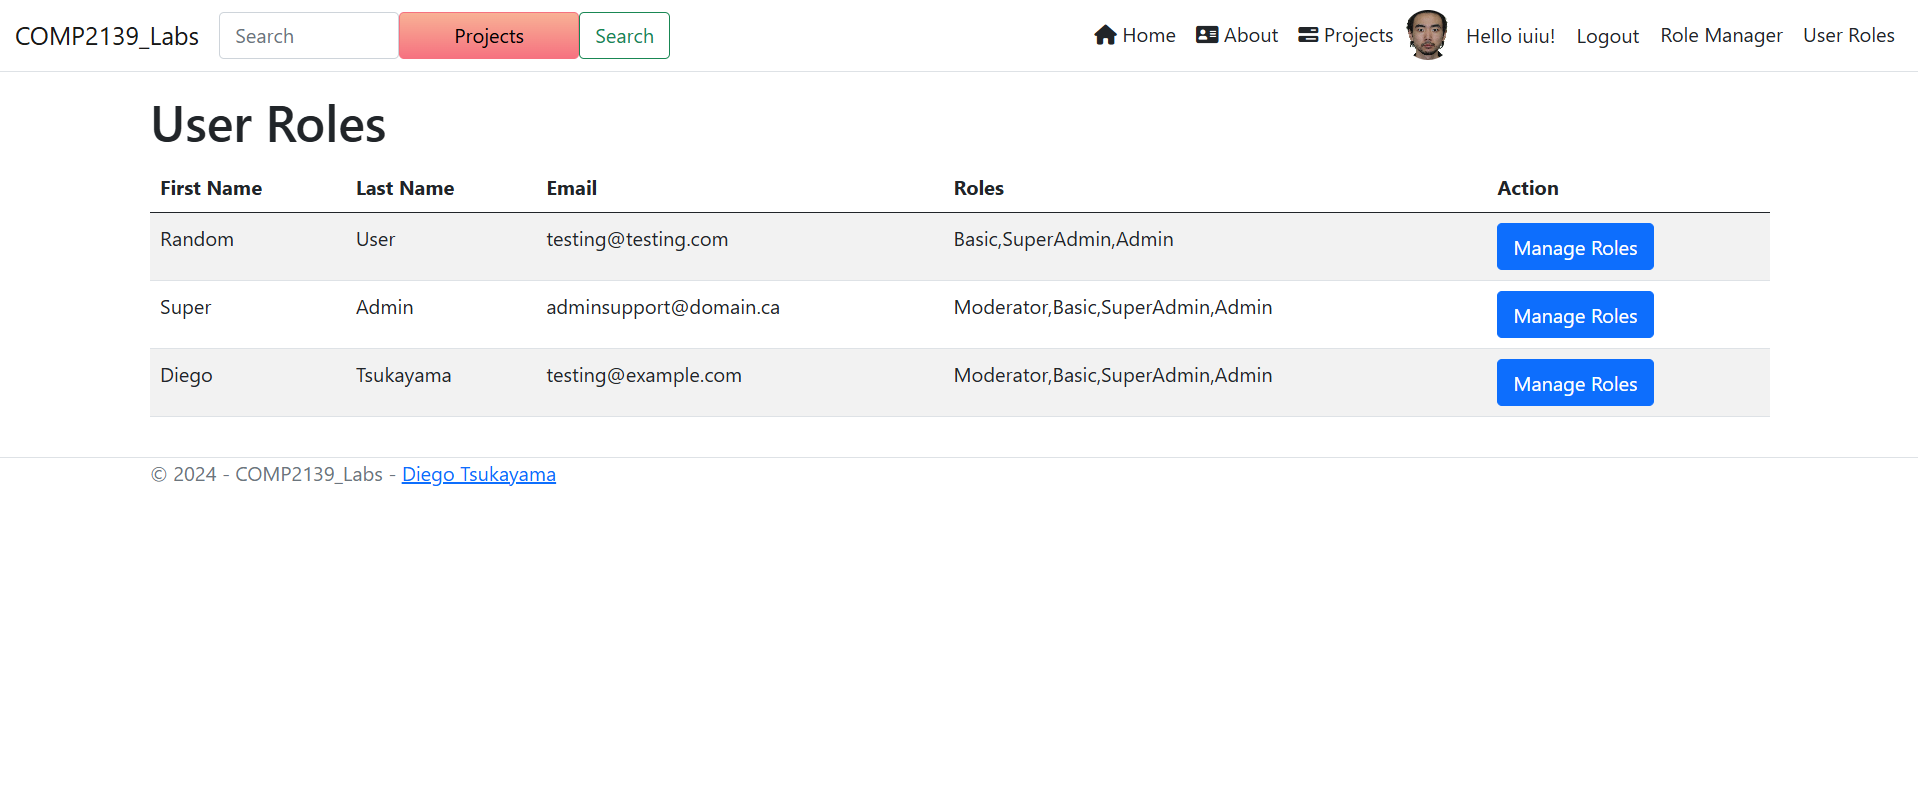 COMP2139_Labs Search Projects Search Home About Projects Hello iuiu! Logout Role Manager User Roles
User Roles
First Name Last Name Email Roles Action
Random User testing@testing.com Basic,SuperAdmin,Admin Manage Roles
Super Admin adminsupport@domain.ca Moderator,Basic,SuperAdmin,Admin Manage Roles
Diego Tsukayama testing@example.com Moderator,Basic,SuperAdmin,Admin Manage Roles
© 2024 - COMP2139_Labs - Diego Tsukayama